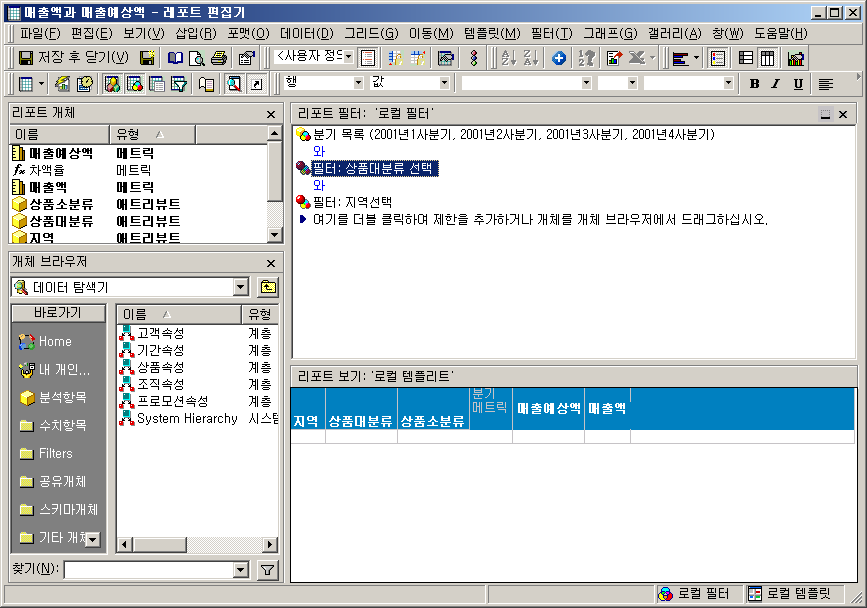 매출액과 매출예상액 - 레포트 편집기
파일(F) 편집(E) 보기(V) 삽입(R) 포맷(O) 데이터(D) 그리드(G) 이동(M) 템플릿(M) 필터(T) 그래프(G) 갤러리(A) 창(W) 도움말(H)
저장 후 닫기(V) <사용자 정의
행 값 B I U
리포트 개체
이름 유형
매출예상액 메트릭
fx 차액율 메트릭
매출액 메트릭
상품소분류 애트리뷰트
상품대분류 애트리뷰트
지역 애트리뷰트
개체 브라우저
데이터 탐색기
바로가기
Home
내 개인...
분석항목
수치항목
Filters
공유개체
스키마개체
기타 개체
이름 유형
고객속성 계층
기간속성 계층
상품속성 계층
조직속성 계층
프로모션속성 계층
System Hierarchy 시스템
찾기(N):
리포트 필터: '로컬 필터'
분기 목록 (2001년1사분기, 2001년2사분기, 2001년3사분기, 2001년4사분기)
와
필터: 상품대분류 선택
와
필터: 지역선택
여기를 더블 클릭하여 제한을 추가하거나 개체를 개체 브라우저에서 드래그하십시오.
리포트 보기: '로컬 템플리트'
분기
지역 상품대분류 상품소분류 메트릭 매출예상액 매출액
로컬 필터 로컬 템플릿